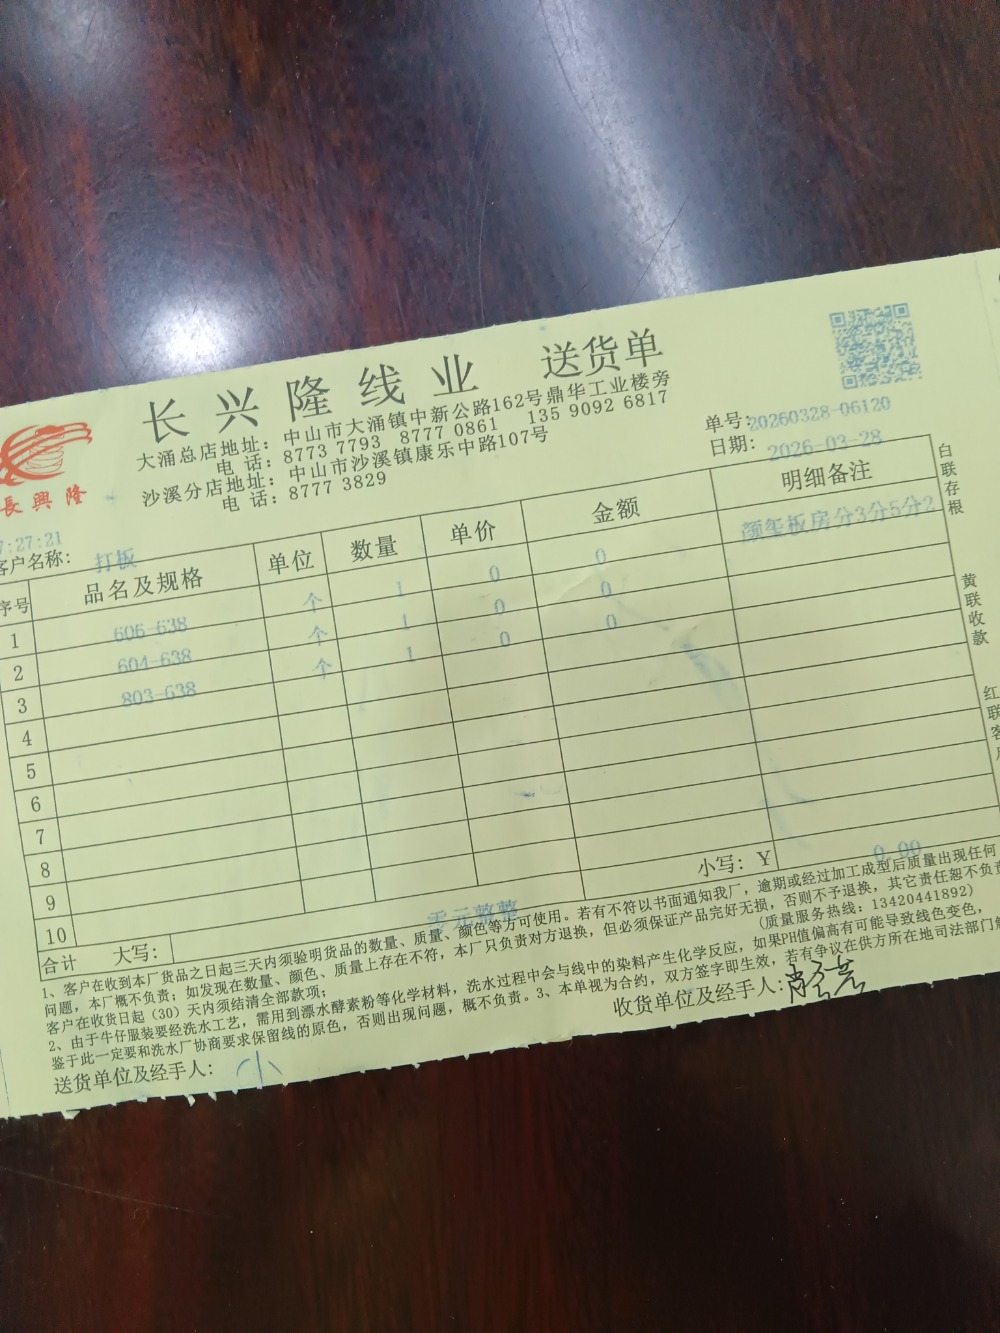 长兴隆线业 送货单
長興隆
大涌总店地址：中山市大涌镇中新公路162号鼎华工业楼旁
电 话：8773 7793 8777 0861 135 9092 6817
沙溪分店地址：中山市沙溪镇康乐中路107号
电 话：8777 3829
单号：20260328-06120
日期：2026-03-28
7:27:21
客户名称：打板
序号 品名及规格 单位 数量 单价 金额 明细备注
1 606-638 个 1 0 0 颜玺板房分3分5分2
2 604-638 个 1 0 0
3 803-638 个 1 0 0
4
5
6
7
8
9
10
小写：Y 0.00
合计 大写： 零元整整
1、客户在收到本厂货品之日起三天内须验明货品的数量、质量、颜色等方可使用。若有不符以书面通知我厂，逾期或经过加工成型后质量出现任何
问题，本厂概不负责；如发现在数量、颜色、质量上存在不符，本厂只负责对方退换，但必须保证产品完好无损，否则不予退换，其它责任恕不负责
客户在收货日起（30）天内须结清全部款项；
（质量服务热线：13420441892）
2、由于牛仔服装要经洗水工艺，需用到漂水酵素粉等化学材料，洗水过程中会与线中的染料产生化学反应，如果PH值偏高有可能导致线色变色，
鉴于此一定要和洗水厂协商要求保留线的原色，否则出现问题，概不负责。3、本单视为合约，双方签字即生效，若有争议在供方所在地司法部门解
送货单位及经手人：小
收货单位及经手人：
白联存根
黄联收款
红联客